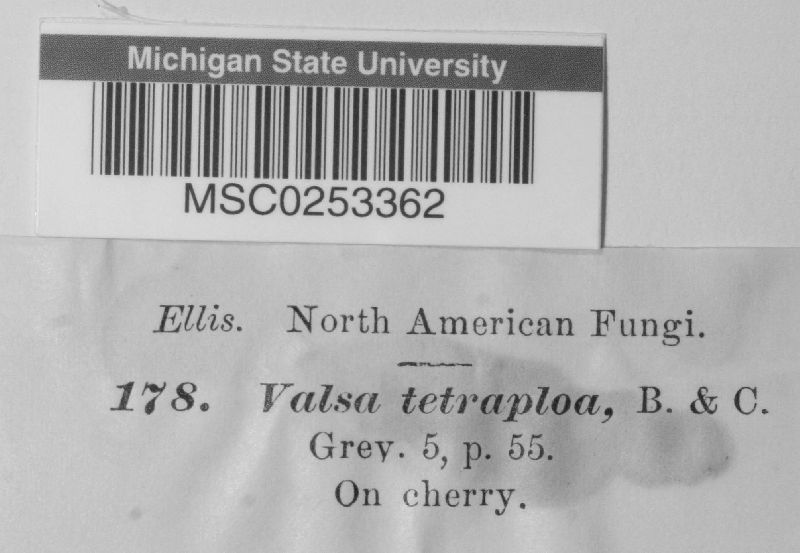 Michigan State University
MSC0253362
Ellis. North American Fungi.
178. Valsa tetraploa, B. & C.
Grev. 5, p. 55.
On cherry.